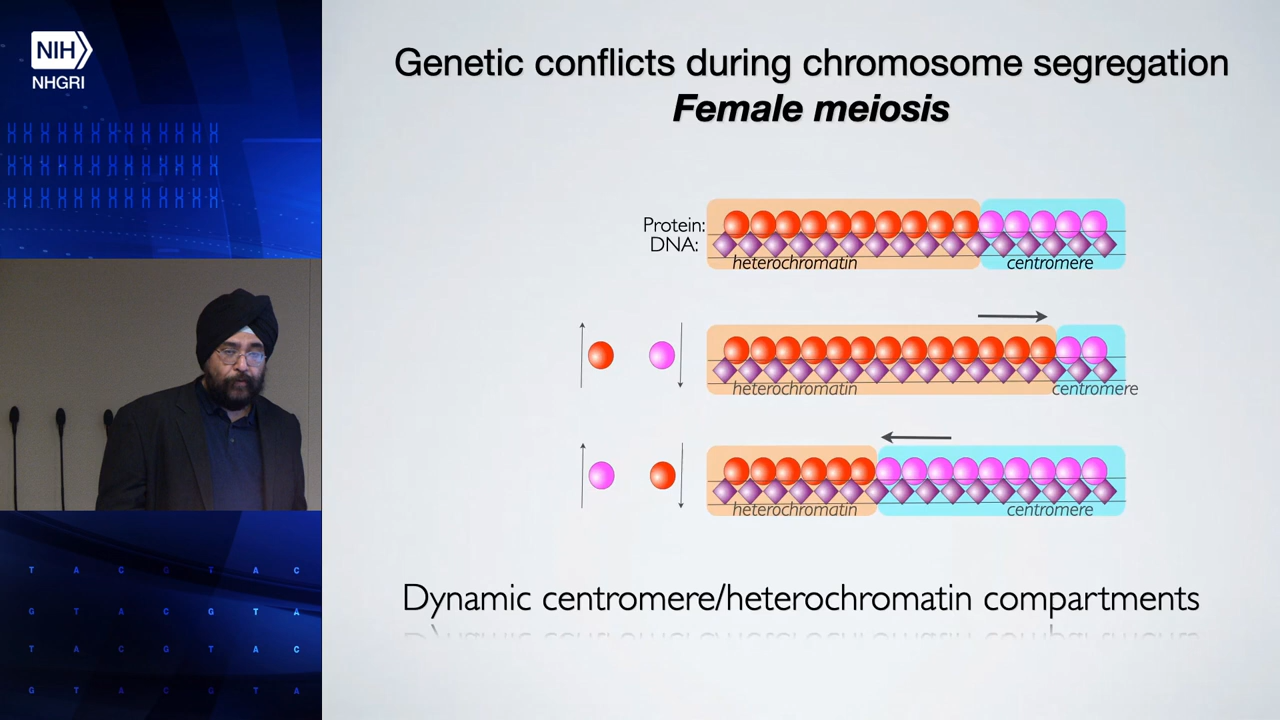 NIH
NHGRI
Genetic conflicts during chromosome segregation
Female meiosis
Protein:
DNA:
heterochromatin centromere
heterochromatin centromere
heterochromatin centromere
Dynamic centromere/heterochromatin compartments
T A C G T A C
G T A C G T A
T A C G T A C
G T A C G T A